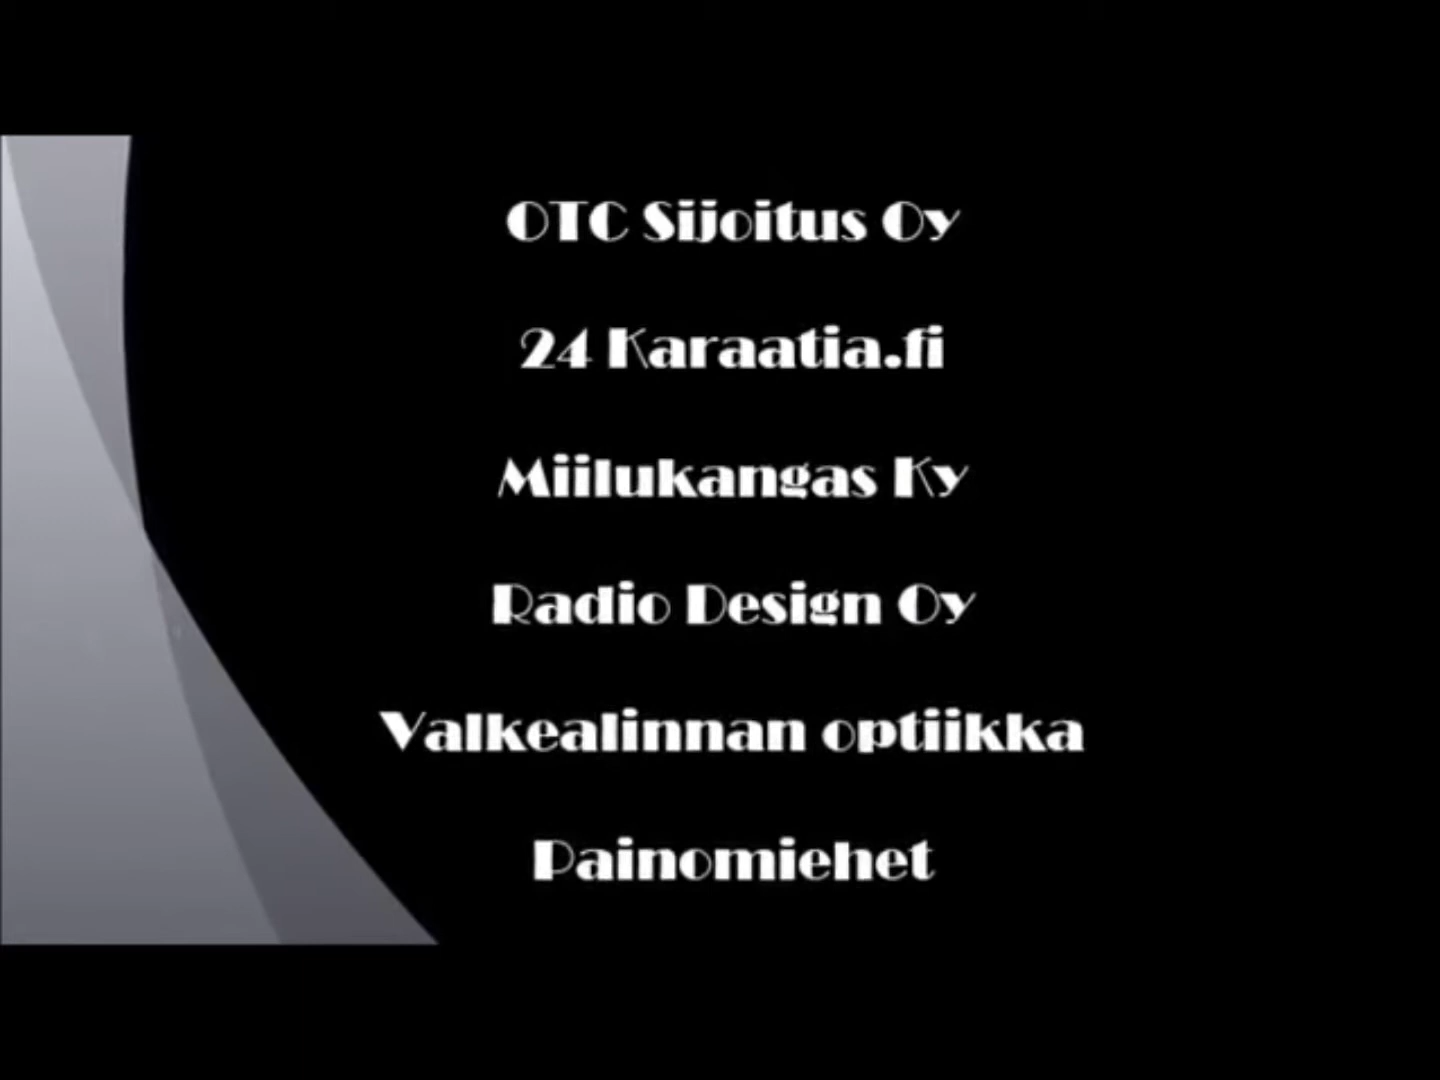 OTC Sijoitus Oy
24 Karaatia.fi
Miilukangas Ky
Radio Design Oy
Valkealinnan optiikka
Painomiehet